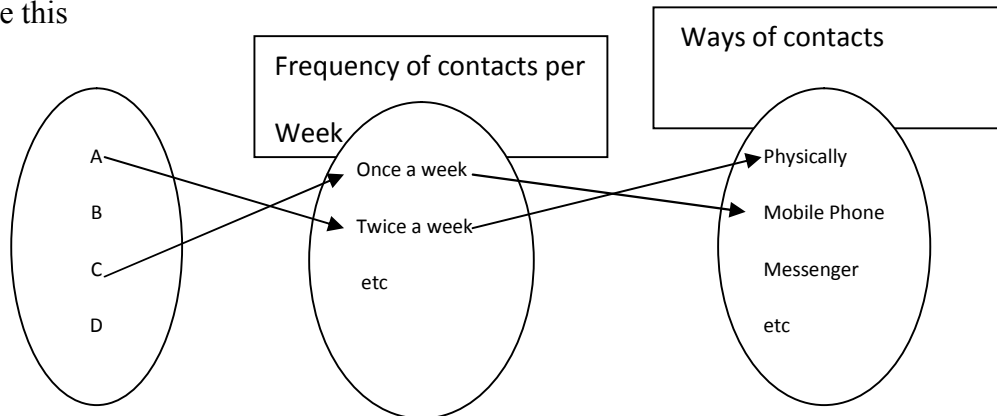 e this
Frequency of contacts per
Week
Ways of contacts
A
B
C
D
Once a week
Twice a week
etc
Physically
Mobile Phone
Messenger
etc